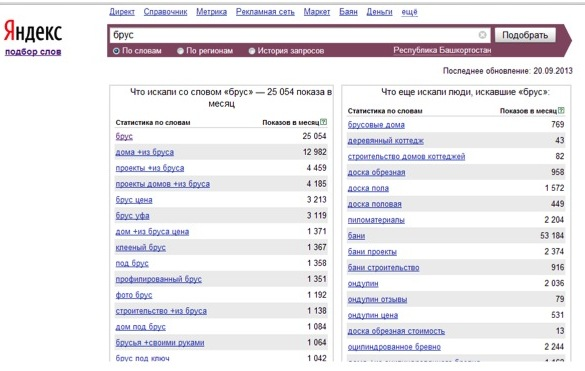 Директ Справочник Метрика Рекламная сеть Маркет Баян Деньги ещё
Яндекс
подбор слов
брус
Подобрать
По словам По регионам История запросов
Республика Башкортостан
Последнее обновление: 20.09.2013
Что искали со словом «брус» — 25 054 показа в
месяц
Статистика по словам Показов в месяц ?
брус 25 054
дома +из бруса 12 982
проекты +из бруса 4 459
проекты домов +из бруса 4 185
брус цена 3 213
брус уфа 3 119
дом +из бруса цена 1 371
клееный брус 1 367
под брус 1 358
профилированный брус 1 351
фото брус 1 192
строительство +из бруса 1 138
дом под брус 1 084
брусья +своими руками 1 064
брус под ключ 1 042
Что еще искали люди, искавшие «брус»:
Статистика по словам Показов в месяц ?
брусовые дома 769
деревянный коттедж 43
строительство домов коттеджей 82
доска обрезная 958
доска пола 1 572
доска половая 449
пиломатериалы 2 204
бани 53 184
бани проекты 2 374
бани строительство 916
ондулин 2 036
ондулин отзывы 79
ондулин цена 531
доска обрезная стоимость 13
оцилиндрованное бревно 2 244